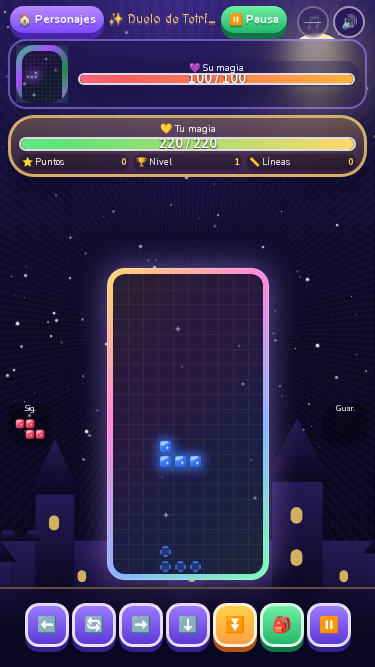 🏠 Personajes
✨ Duelo de Tetri...
⏸️ Pausa
💜 Su magia
100/100
💛 Tu magia
220/220
⭐ Puntos 0
🏆 Nivel 1
📏 Líneas 0
Sig.
Guar.